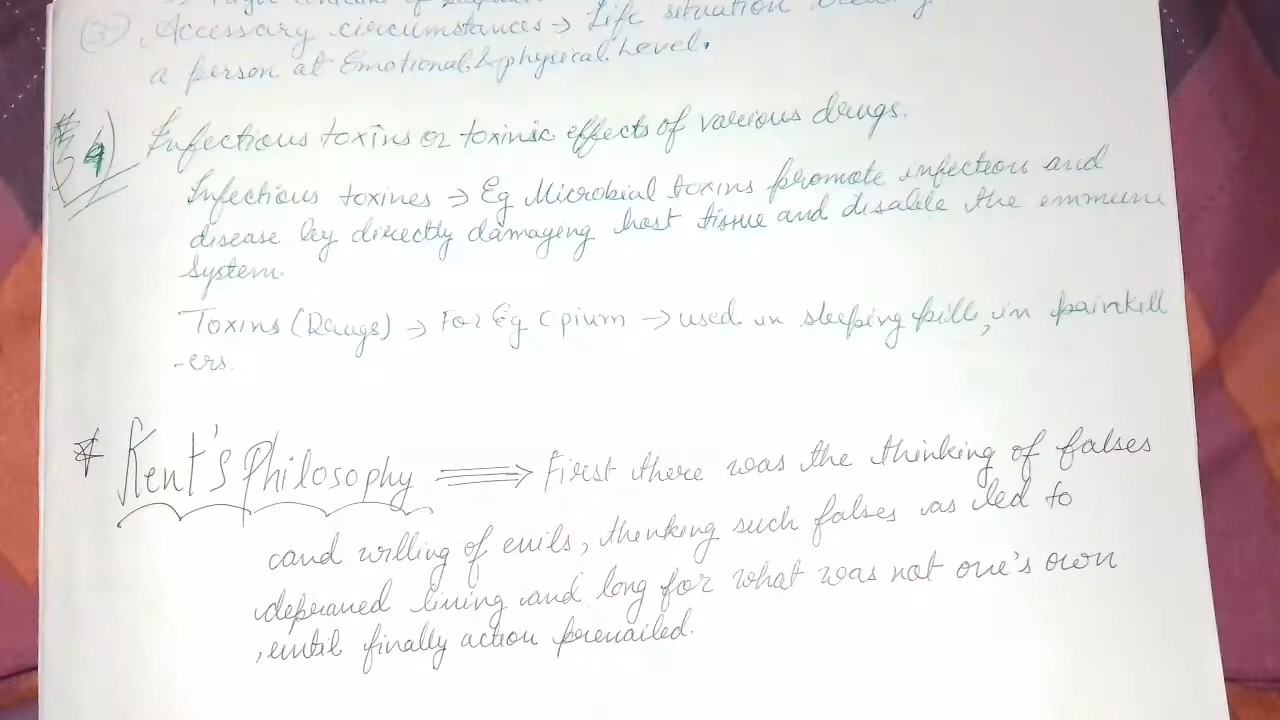 (3) Accessary circumstances → Life situation
a person at Emotional & physical Level.
4) Infectious toxins or toxinic effects of various drugs.
Infectious toxines → Eg Microbial toxins promote infection and
disease by directly damaging host tissue and disable the immune
System.
Toxins (Drugs) → For Eg Opium → used in sleeping pill, in painkill
-ers.
* Kent's Philosophy ⟹ First there was the thinking of falses
and willing of evils, thenking such falses as led to
depraved living and long for what was not one's own
, until finally action prevailed.